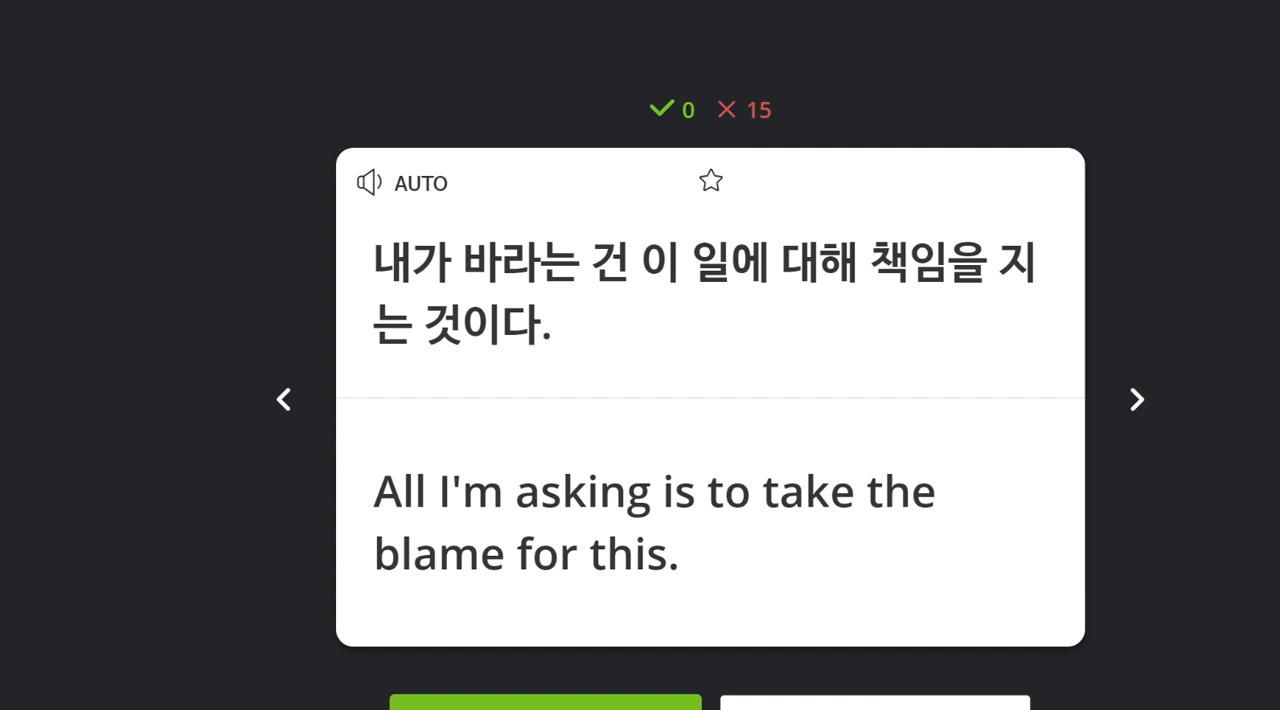 0 15
AUTO
내가 바라는 건 이 일에 대해 책임을 지
는 것이다.
All I'm asking is to take the
blame for this.